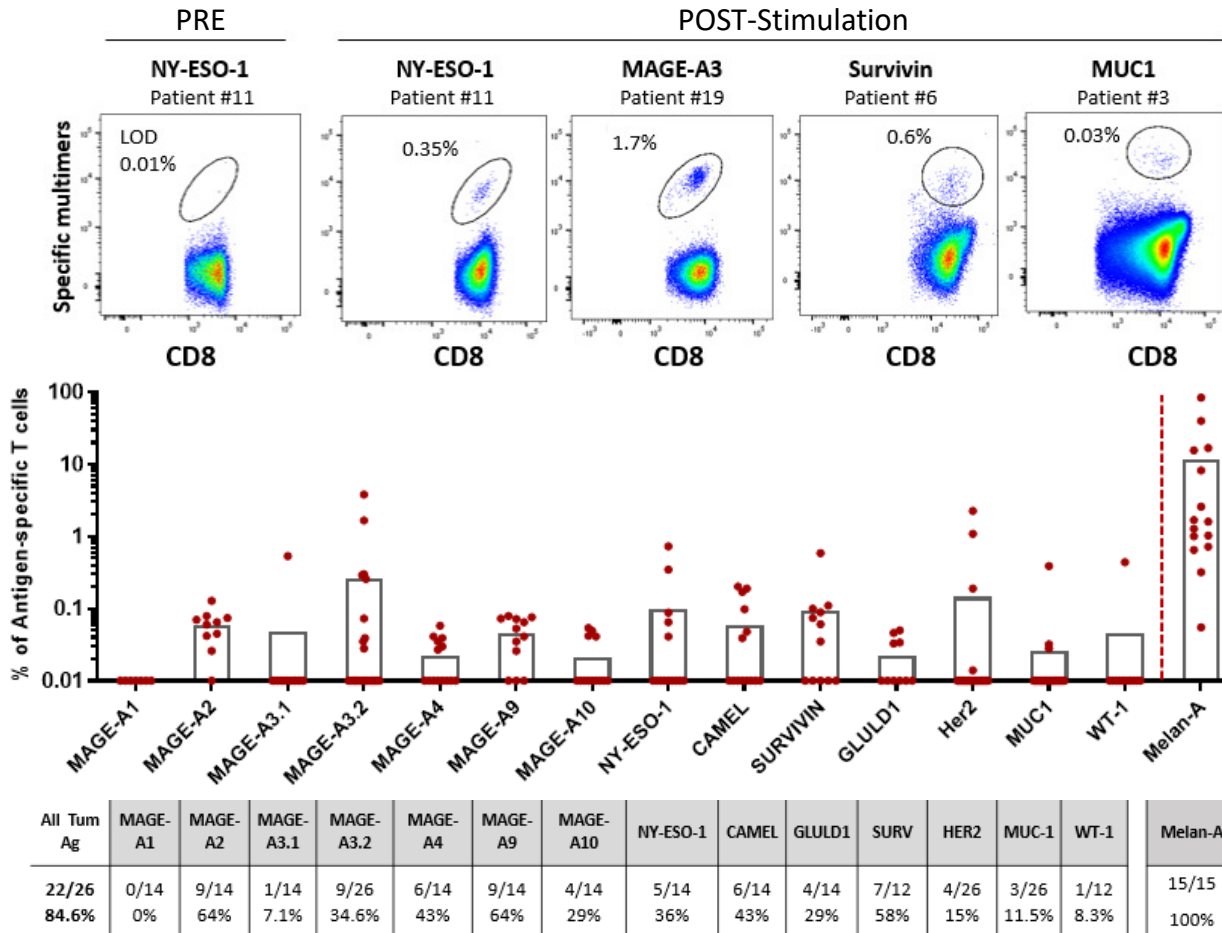 PRE
POST-Stimulation
NY-ESO-1
Patient #11
NY-ESO-1
Patient #11
MAGE-A3
Patient #19
Survivin
Patient #6
MUC1
Patient #3
Specific multimers
LOD
0.01%
0.35%
1.7%
0.6%
0.03%
CD8
CD8
CD8
CD8
CD8
% of Antigen-specific T cells
100
10
1
0.1
0.01
MAGE-A1
MAGE-A2
MAGE-A3.1
MAGE-A3.2
MAGE-A4
MAGE-A9
MAGE-A10
NY-ESO-1
CAMEL
SURVIVIN
GLULD1
Her2
MUC1
WT-1
Melan-A
All Tum Ag MAGE-A1 MAGE-A2 MAGE-A3.1 MAGE-A3.2 MAGE-A4 MAGE-A9 MAGE-A10 NY-ESO-1 CAMEL GLULD1 SURV HER2 MUC-1 WT-1 Melan-A
22/26 0/14 9/14 1/14 9/26 6/14 9/14 4/14 5/14 6/14 4/14 7/12 4/26 3/26 1/12 15/15
84.6% 0% 64% 7.1% 34.6% 43% 64% 29% 36% 43% 29% 58% 15% 11.5% 8.3% 100%